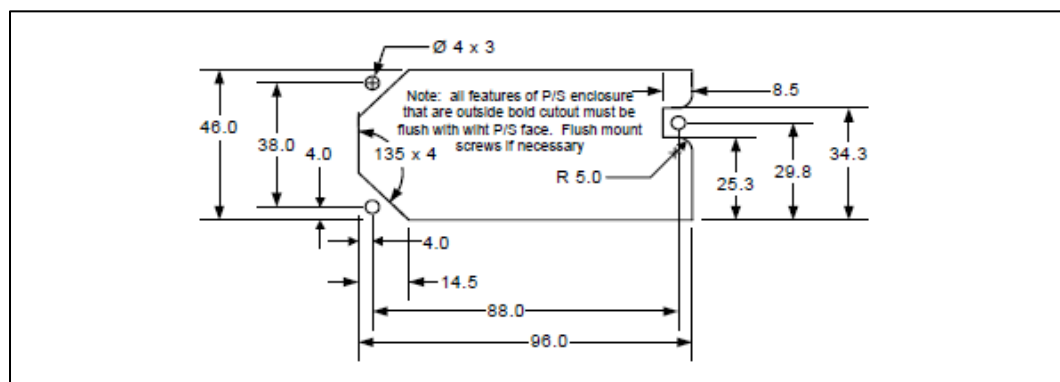 Ø 4 x 3
Note: all features of P/S enclosure
that are outside bold cutout must be
flush with wiht P/S face. Flush mount
screws if necessary
8.5
46.0
38.0
4.0
135 x 4
R 5.0
34.3
29.8
25.3
4.0
14.5
88.0
96.0